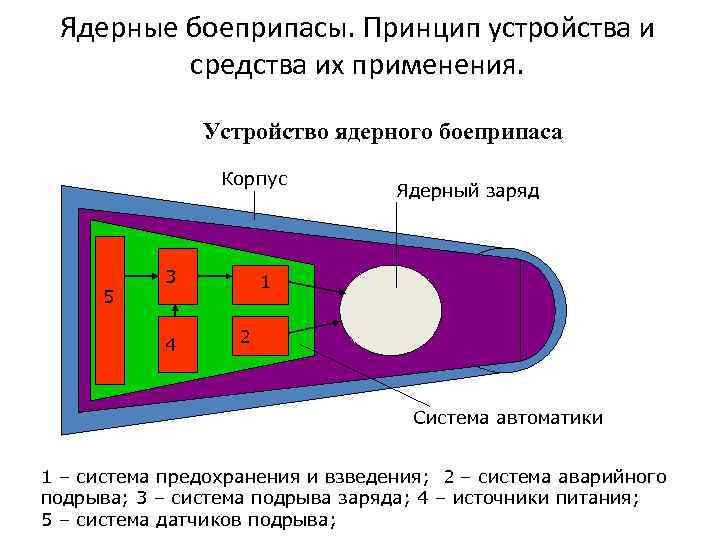 Ядерные боеприпасы. Принцип устройства и
средства их применения.
Устройство ядерного боеприпаса
Корпус
Ядерный заряд
3
1
5
2
4
Система автоматики
1 – система предохранения и взведения; 2 – система аварийного
подрыва; 3 – система подрыва заряда; 4 – источники питания;
5 – система датчиков подрыва;